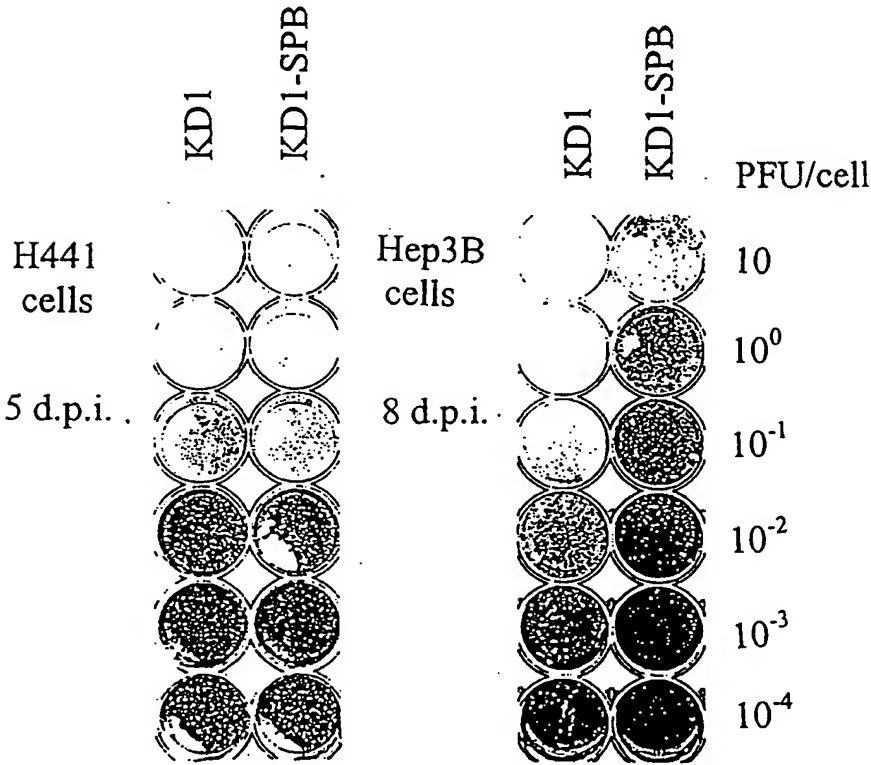 KD1
KD1-SPB
KD1
KD1-SPB
PFU/cell
H441
cells
Hep3B
cells
5 d.p.i.
8 d.p.i.
10
10⁰
10⁻¹
10⁻²
10⁻³
10⁻⁴